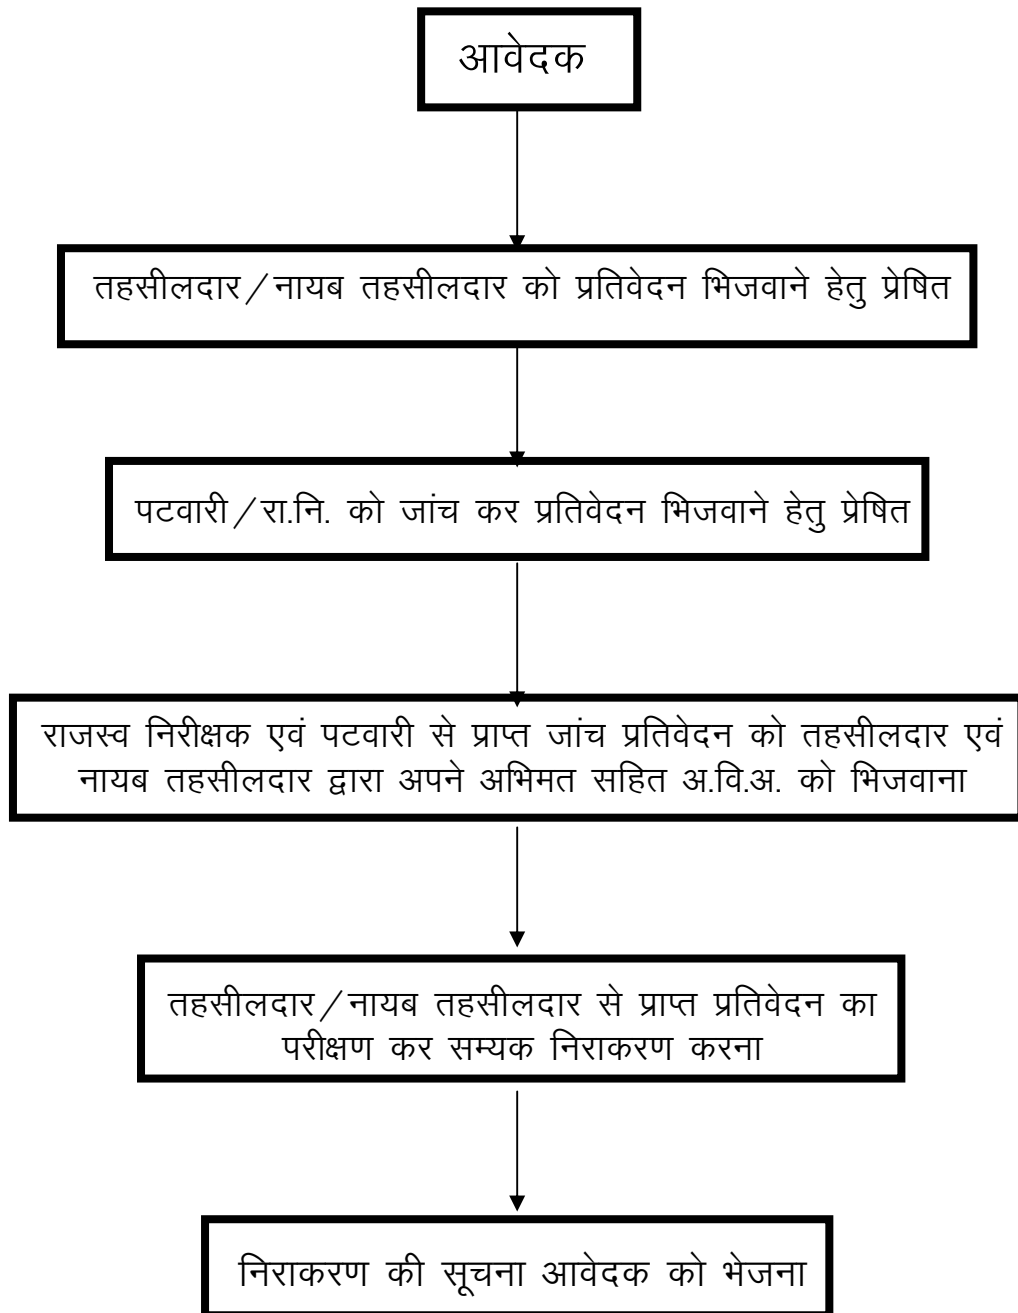 आवेदक
तहसीलदार/नायब तहसीलदार को प्रतिवेदन भिजवाने हेतु प्रेषित
पटवारी/रा.नि. को जांच कर प्रतिवेदन भिजवाने हेतु प्रेषित
राजस्व निरीक्षक एवं पटवारी से प्राप्त जांच प्रतिवेदन को तहसीलदार एवं
नायब तहसीलदार द्वारा अपने अभिमत सहित अ.वि.अ. को भिजवाना
तहसीलदार/नायब तहसीलदार से प्राप्त प्रतिवेदन का
परीक्षण कर सम्यक निराकरण करना
निराकरण की सूचना आवेदक को भेजना